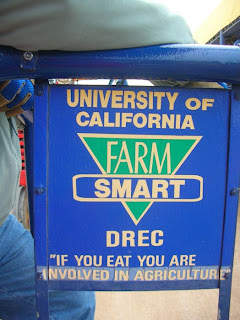 UNIVERSITY OF
CALIFORNIA
FARM
SMART
DREC
"IF YOU EAT YOU ARE
INVOLVED IN AGRICULTURE"